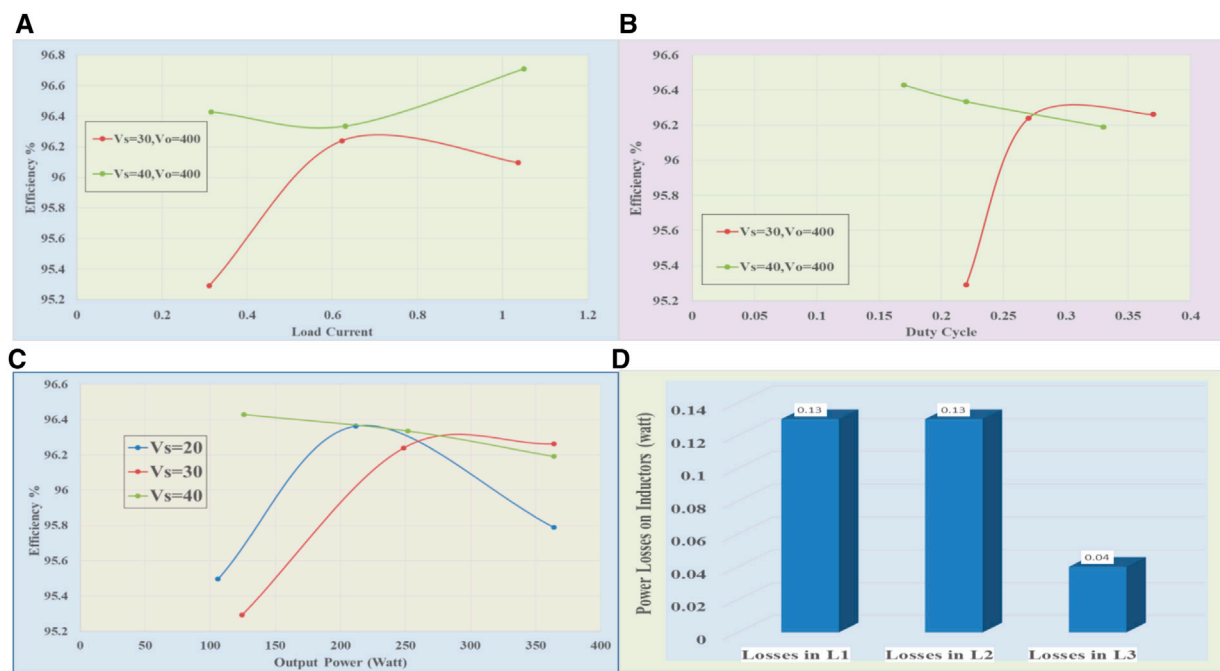 A
Efficiency %
96.8
96.6
96.4
96.2
96
95.8
95.6
95.4
95.2
0
0.2
0.4
0.6
0.8
1
1.2
Load Current
Vs=30,Vo=400
Vs=40,Vo=400
B
Efficiency %
96.6
96.4
96.2
96
95.8
95.6
95.4
95.2
0
0.05
0.1
0.15
0.2
0.25
0.3
0.35
0.4
Duty Cycle
Vs=30,Vo=400
Vs=40,Vo=400
C
Efficiency %
96.6
96.4
96.2
96
95.8
95.6
95.4
95.2
0
50
100
150
200
250
300
350
400
Output Power (Watt)
Vs=20
Vs=30
Vs=40
D
Power Losses on Inductors (watt)
0.14
0.12
0.1
0.08
0.06
0.04
0.02
0
0.13
0.13
0.04
Losses in L1
Losses in L2
Losses in L3